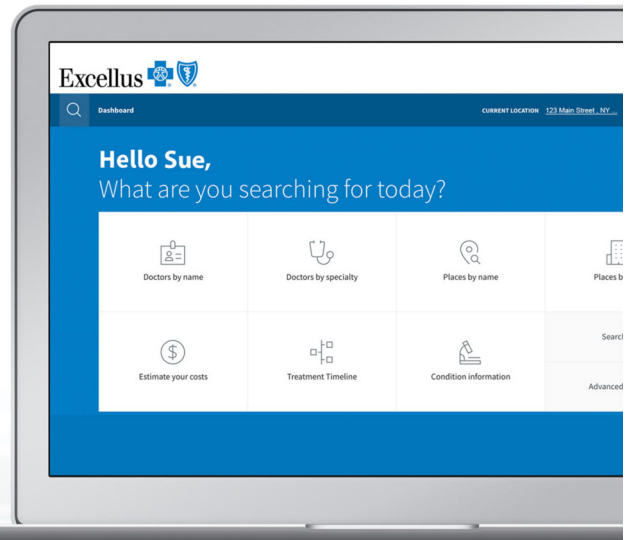 Excellus
Dashboard
CURRENT LOCATION 123 Main Street , NY ...
Hello Sue,
What are you searching for today?
Doctors by name
Doctors by specialty
Places by name
Places b
Estimate your costs
Treatment Timeline
Condition information
Search
Advanced